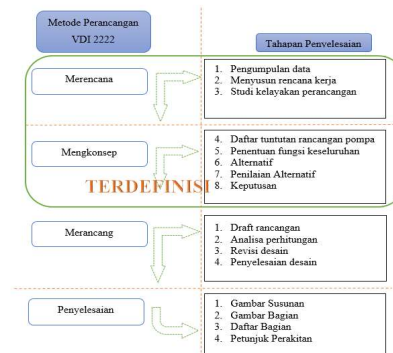 Metode Perancangan
VDI 2222
Tahapan Penyelesaian
Merencana
1. Pengumpulan data
2. Menyusun rencana kerja
3. Studi kelayakan perancangan
Mengkonsep
4. Daftar tuntutan rancangan pompa
5. Penentuan fungsi keseluruhan
6. Alternatif
7. Penilaian Alternatif
8. Keputusan
TERDEFINISI
Merancang
1. Draft rancangan
2. Analisa perhitungan
3. Revisi desain
4. Penyelesaian desain
Penyelesaian
1. Gambar Susunan
2. Gambar Bagian
3. Daftar Bagian
4. Petunjuk Perakitan